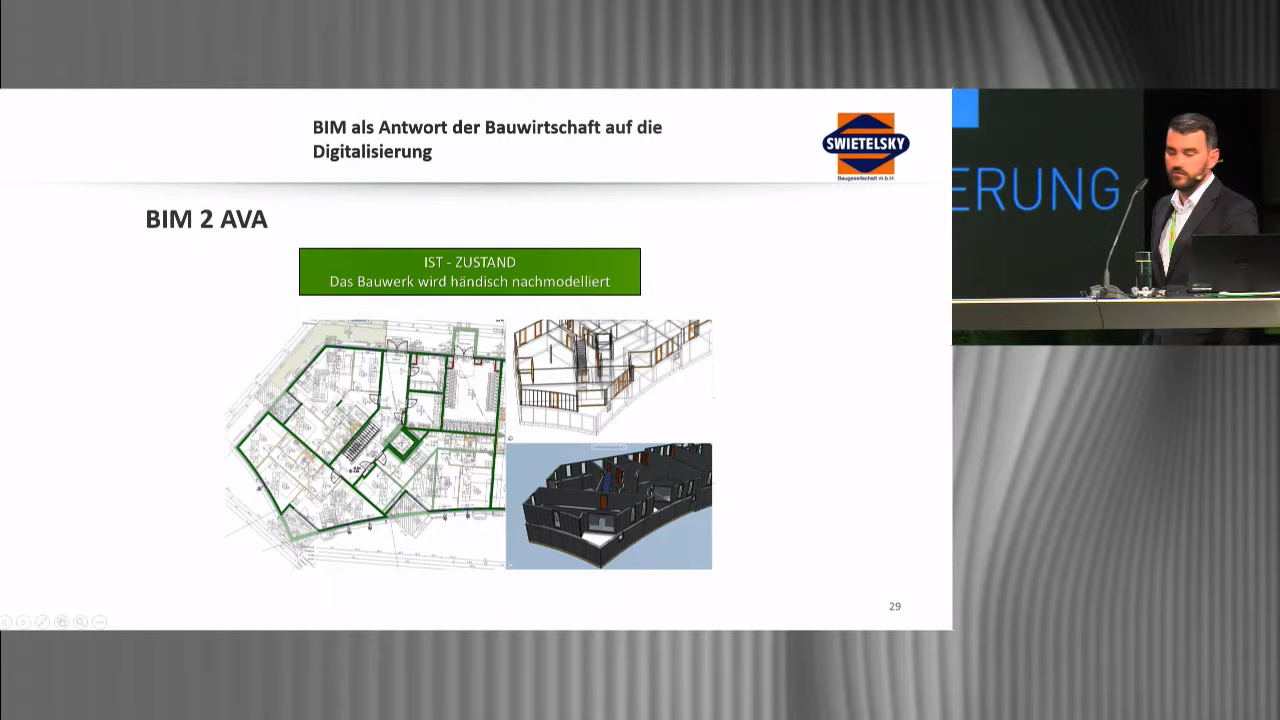 BIM als Antwort der Bauwirtschaft auf die
Digitalisierung
SWIETELSKY
Baugesellschaft m.b.H.
ERUNG
BIM 2 AVA
IST - ZUSTAND
Das Bauwerk wird händisch nachmodelliert
29